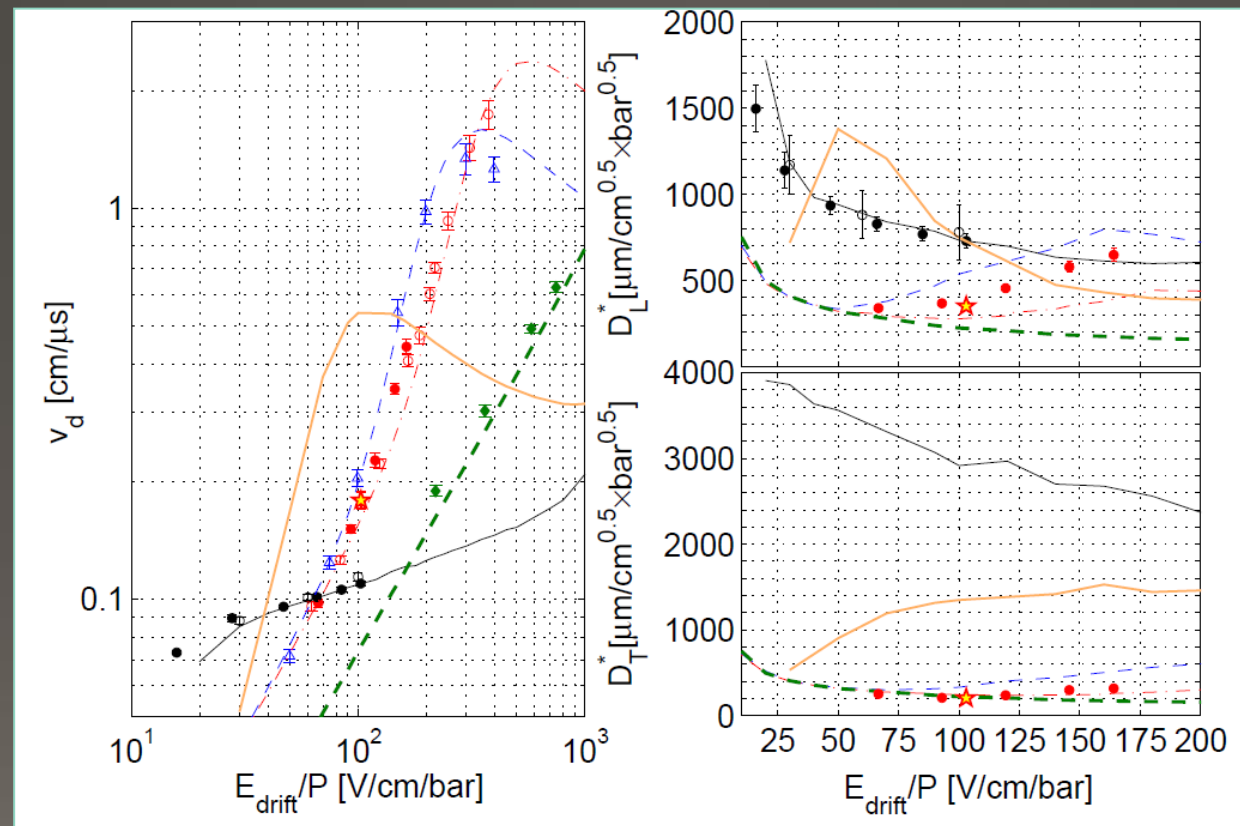 v_d [cm/µs]
1
0.1
10^1
10^2
10^3
E_drift/P [V/cm/bar]
D_L^*[µm/cm^0.5×bar^0.5]
2000
1500
1000
500
D_T^*[µm/cm^0.5×bar^0.5]
4000
3000
2000
1000
0
25 50 75 100 125 150 175 200
E_drift/P [V/cm/bar]